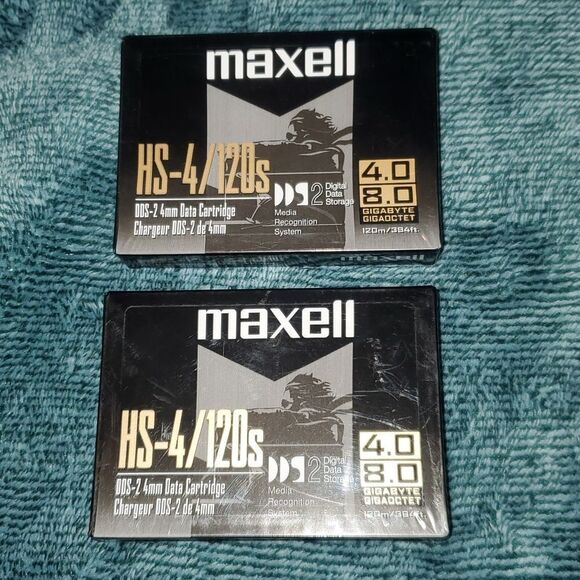 maxell
HS-4/120s
DDS-2 4mm Data Cartridge
Chargeur DDS-2 de 4mm
DDS 2 Digital
Data
Storage
Media
Recognition
System
4.0
8.0
GIGABYTE
GIGAOCTET
120m/394ft.
maxell
maxell
HS-4/120s
DDS-2 4mm Data Cartridge
Chargeur DDS-2 de 4mm
DDS 2 Digital
Data
Storage
Media
Recognition
System
4.0
8.0
GIGABYTE
GIGAOCTET
120m/394ft.